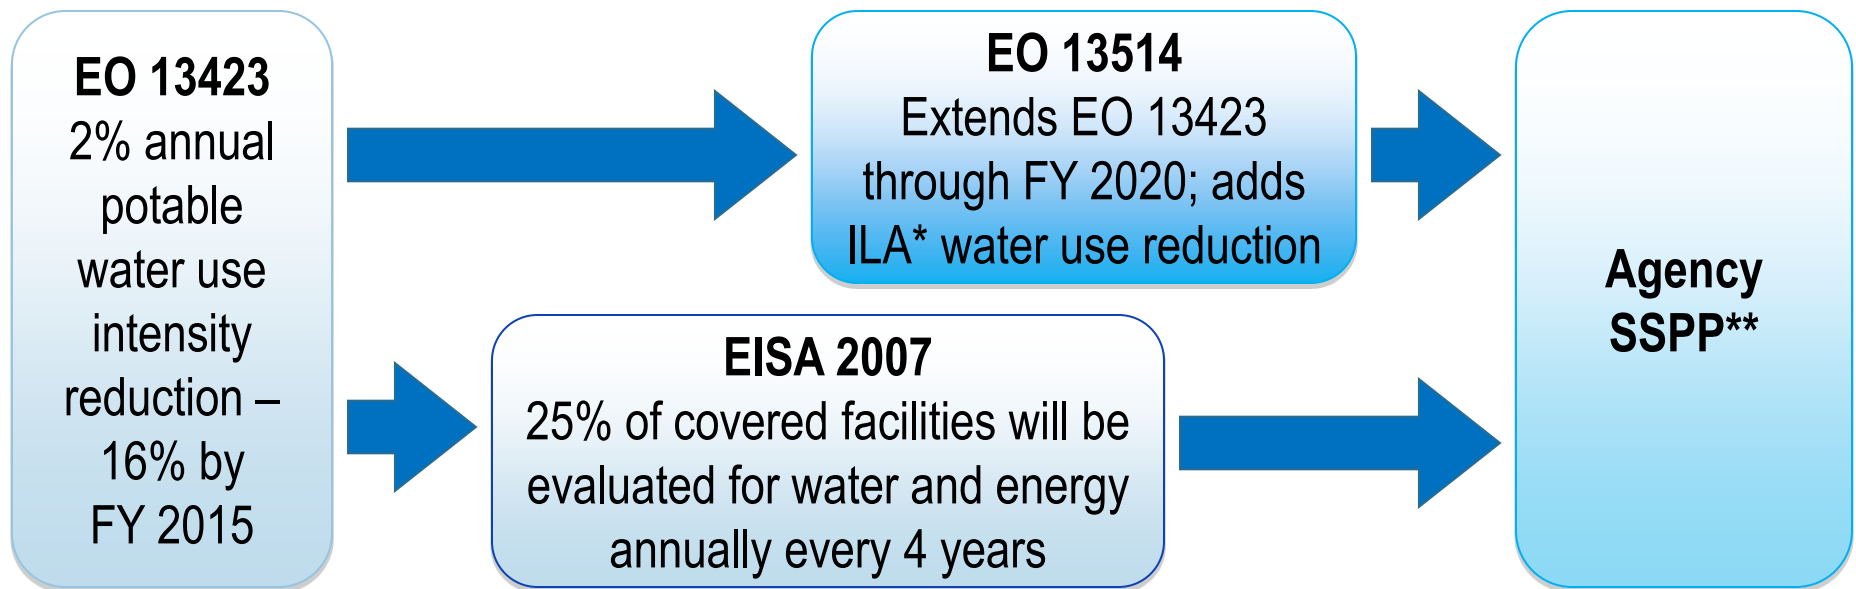 EO 13423
2% annual
potable
water use
intensity
reduction –
16% by
FY 2015
EO 13514
Extends EO 13423
through FY 2020; adds
ILA* water use reduction
EISA 2007
25% of covered facilities will be
evaluated for water and energy
annually every 4 years
Agency
SSPP**